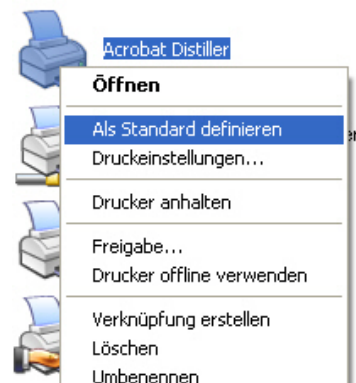 Acrobat Distiller
Öffnen
Als Standard definieren
Druckeinstellungen...
Drucker anhalten
Freigabe...
Drucker offline verwenden
Verknüpfung erstellen
Löschen
Umbenennen